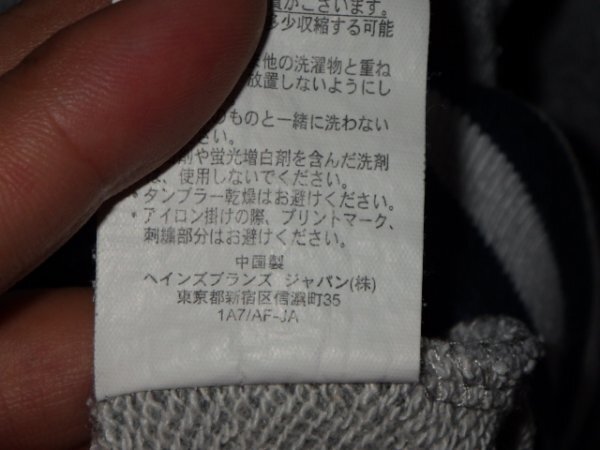 がございます。
多少収縮する可能
他の洗濯物と重ね
放置しないようにし
のものと一緒に洗わない
さい。
剤や蛍光増白剤を含んだ洗剤
は、使用しないでください。
*タンブラー乾燥はお避けください。
*アイロン掛けの際、プリントマーク、
刺繍部分はお避けください。
中国製
ヘインズブランズ ジャパン(株)
東京都新宿区信濃町35
1A7/AF-JA